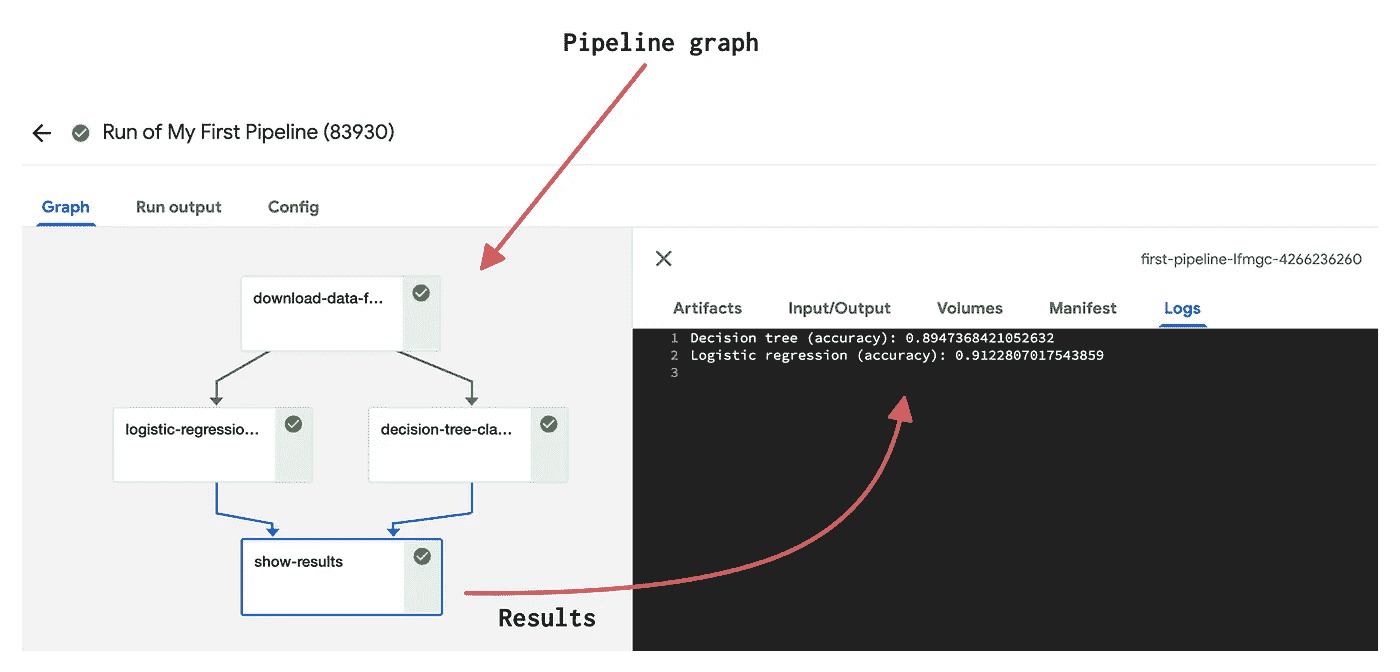 Pipeline graph
Run of My First Pipeline (83930)
Graph Run output Config
first-pipeline-lfmgc-4266236260
Artifacts Input/Output Volumes Manifest Logs
1 Decision tree (accuracy): 0.8947368421052632
2 Logistic regression (accuracy): 0.9122807017543859
3
download-data-f...
logistic-regressio...
decision-tree-cla...
show-results
Results